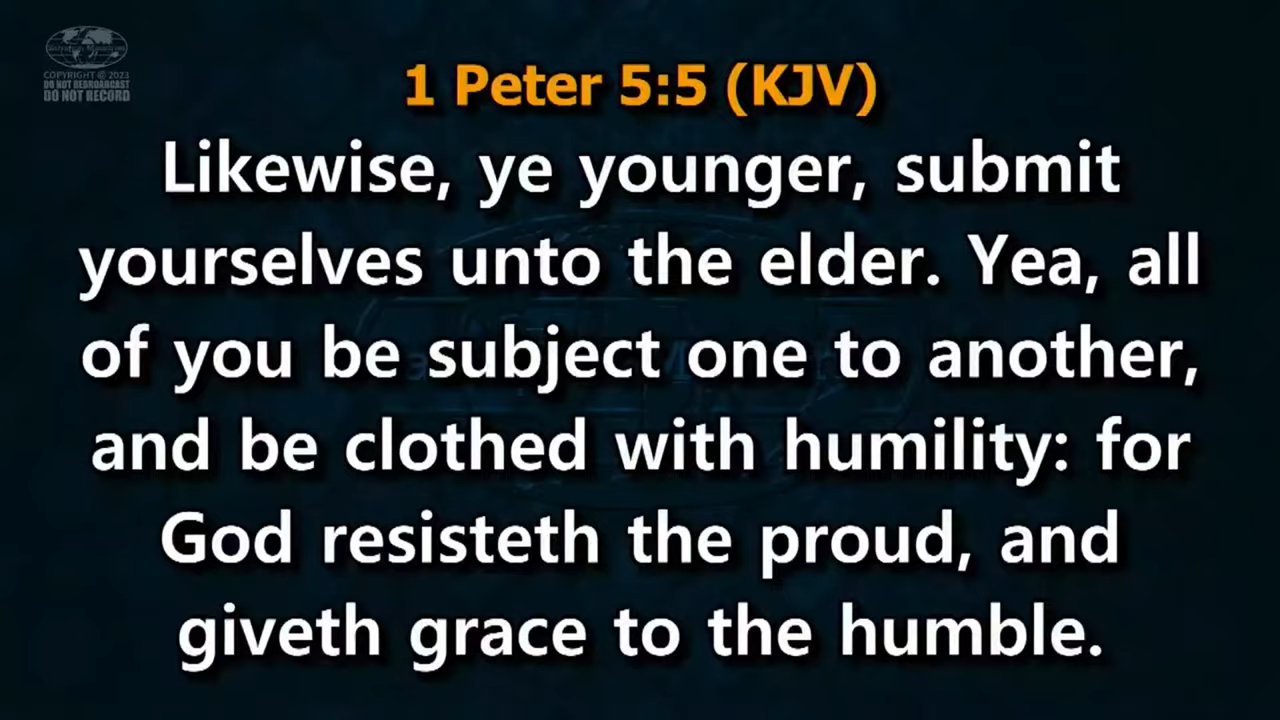 Salvation Ministries
COPYRIGHT © 2023
DO NOT REBROADCAST
DO NOT RECORD
1 Peter 5:5 (KJV)
Likewise, ye younger, submit
yourselves unto the elder. Yea, all
of you be subject one to another,
and be clothed with humility: for
God resisteth the proud, and
giveth grace to the humble.